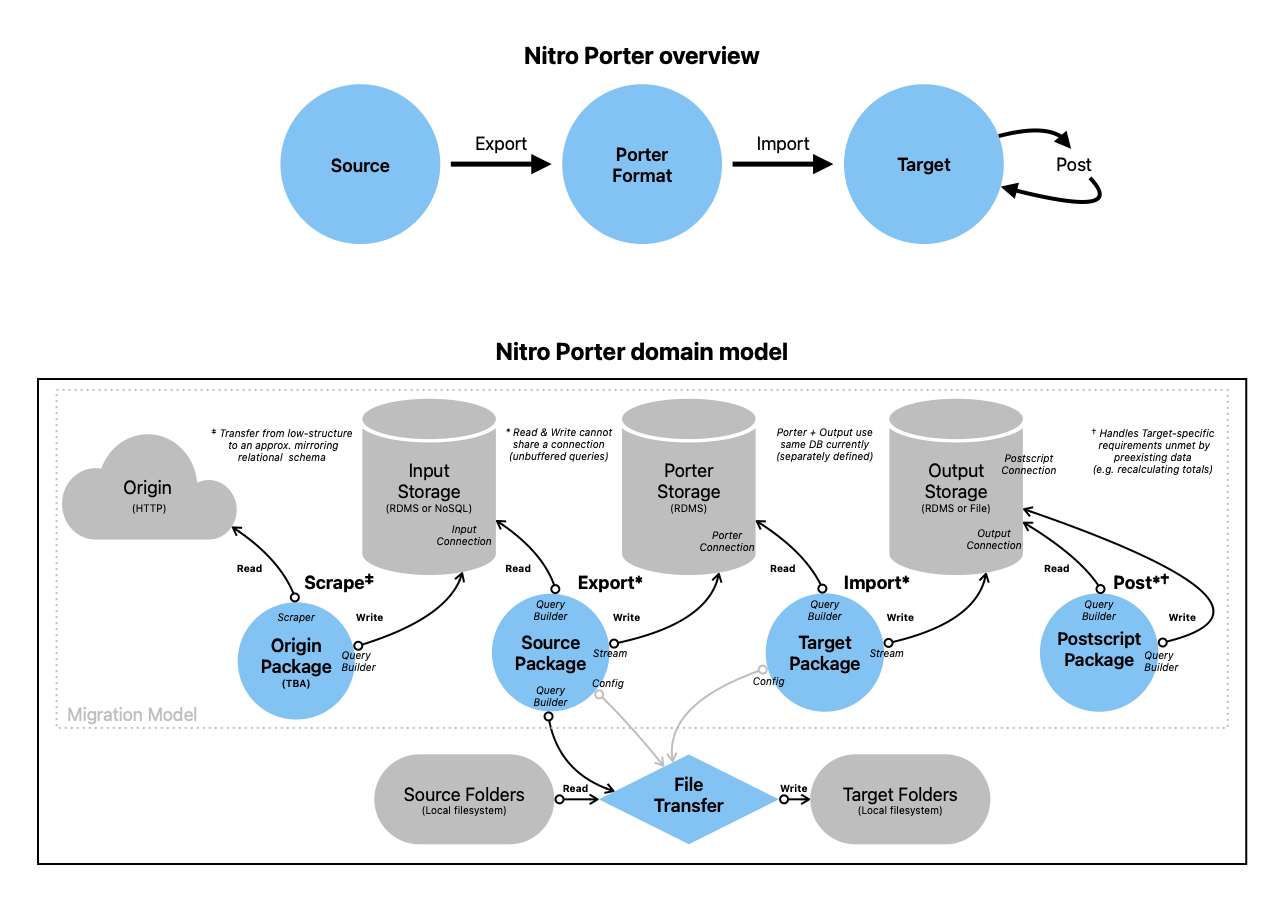 Nitro Porter overview
Source
Export
Porter
Format
Import
Target
Post
Nitro Porter domain model
‡ Transfer from low-structure
to an approx. mirroring
relational schema
* Read & Write cannot
share a connection
(unbuffered queries)
Porter + Output use
same DB currently
(separately defined)
† Handles Target-specific
requirements unmet by
preexisting data
(e.g. recalculating totals)
Origin
(HTTP)
Input
Storage
(RDMS or NoSQL)
Input
Connection
Porter
Storage
(RDMS)
Porter
Connection
Output
Storage
(RDMS or File)
Postscript
Connection
Output
Connection
Read
Scrape‡
Write
Read
Export*
Write
Read
Import*
Write
Read
Post*†
Write
Scraper
Origin
Package
(TBA)
Query
Builder
Query
Builder
Source
Package
Stream
Config
Query
Builder
Query
Builder
Target
Package
Stream
Config
Query
Builder
Postscript
Package
Query
Builder
Migration Model
Source Folders
(Local filesystem)
Read
File
Transfer
Write
Target Folders
(Local filesystem)